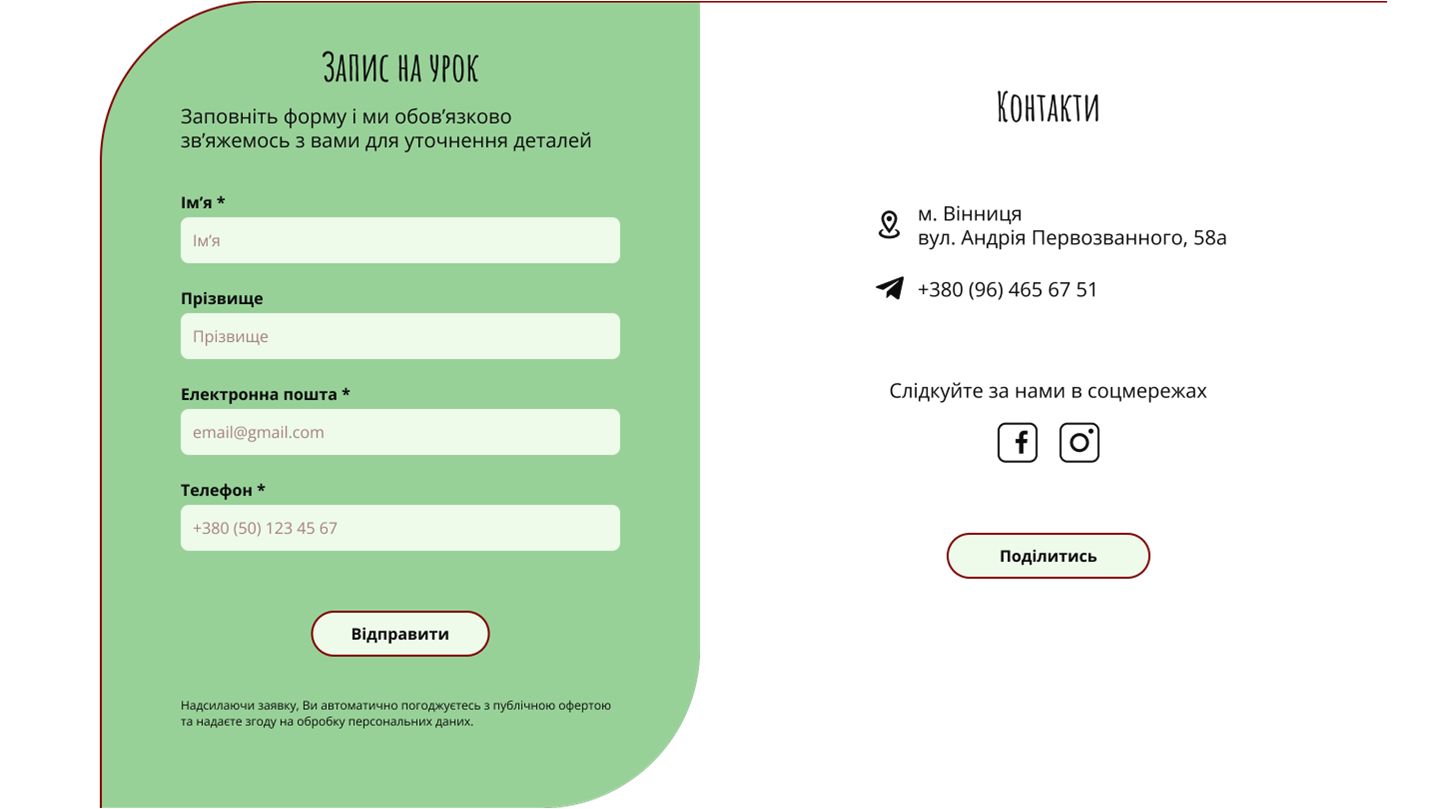 Запис на урок
Заповніть форму і ми обов’язково
зв’яжемось з вами для уточнення деталей
Ім’я *
Ім’я
Прізвище
Прізвище
Електронна пошта *
email@gmail.com
Телефон *
+380 (50) 123 45 67
Відправити
Надсилаючи заявку, Ви автоматично погоджуєтесь з публічною офертою
та надаєте згоду на обробку персональних даних.
Контакти
м. Вінниця
вул. Андрія Первозванного, 58а
+380 (96) 465 67 51
Слідкуйте за нами в соцмережах
Поділитись